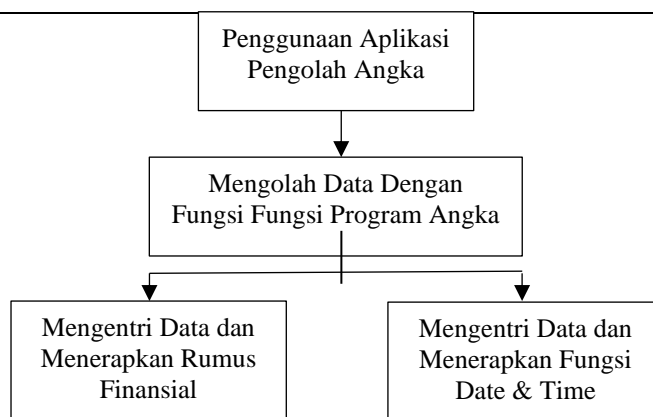 Penggunaan Aplikasi
Pengolah Angka
Mengolah Data Dengan
Fungsi Fungsi Program Angka
Mengentri Data dan
Menerapkan Rumus
Finansial
Mengentri Data dan
Menerapkan Fungsi
Date & Time